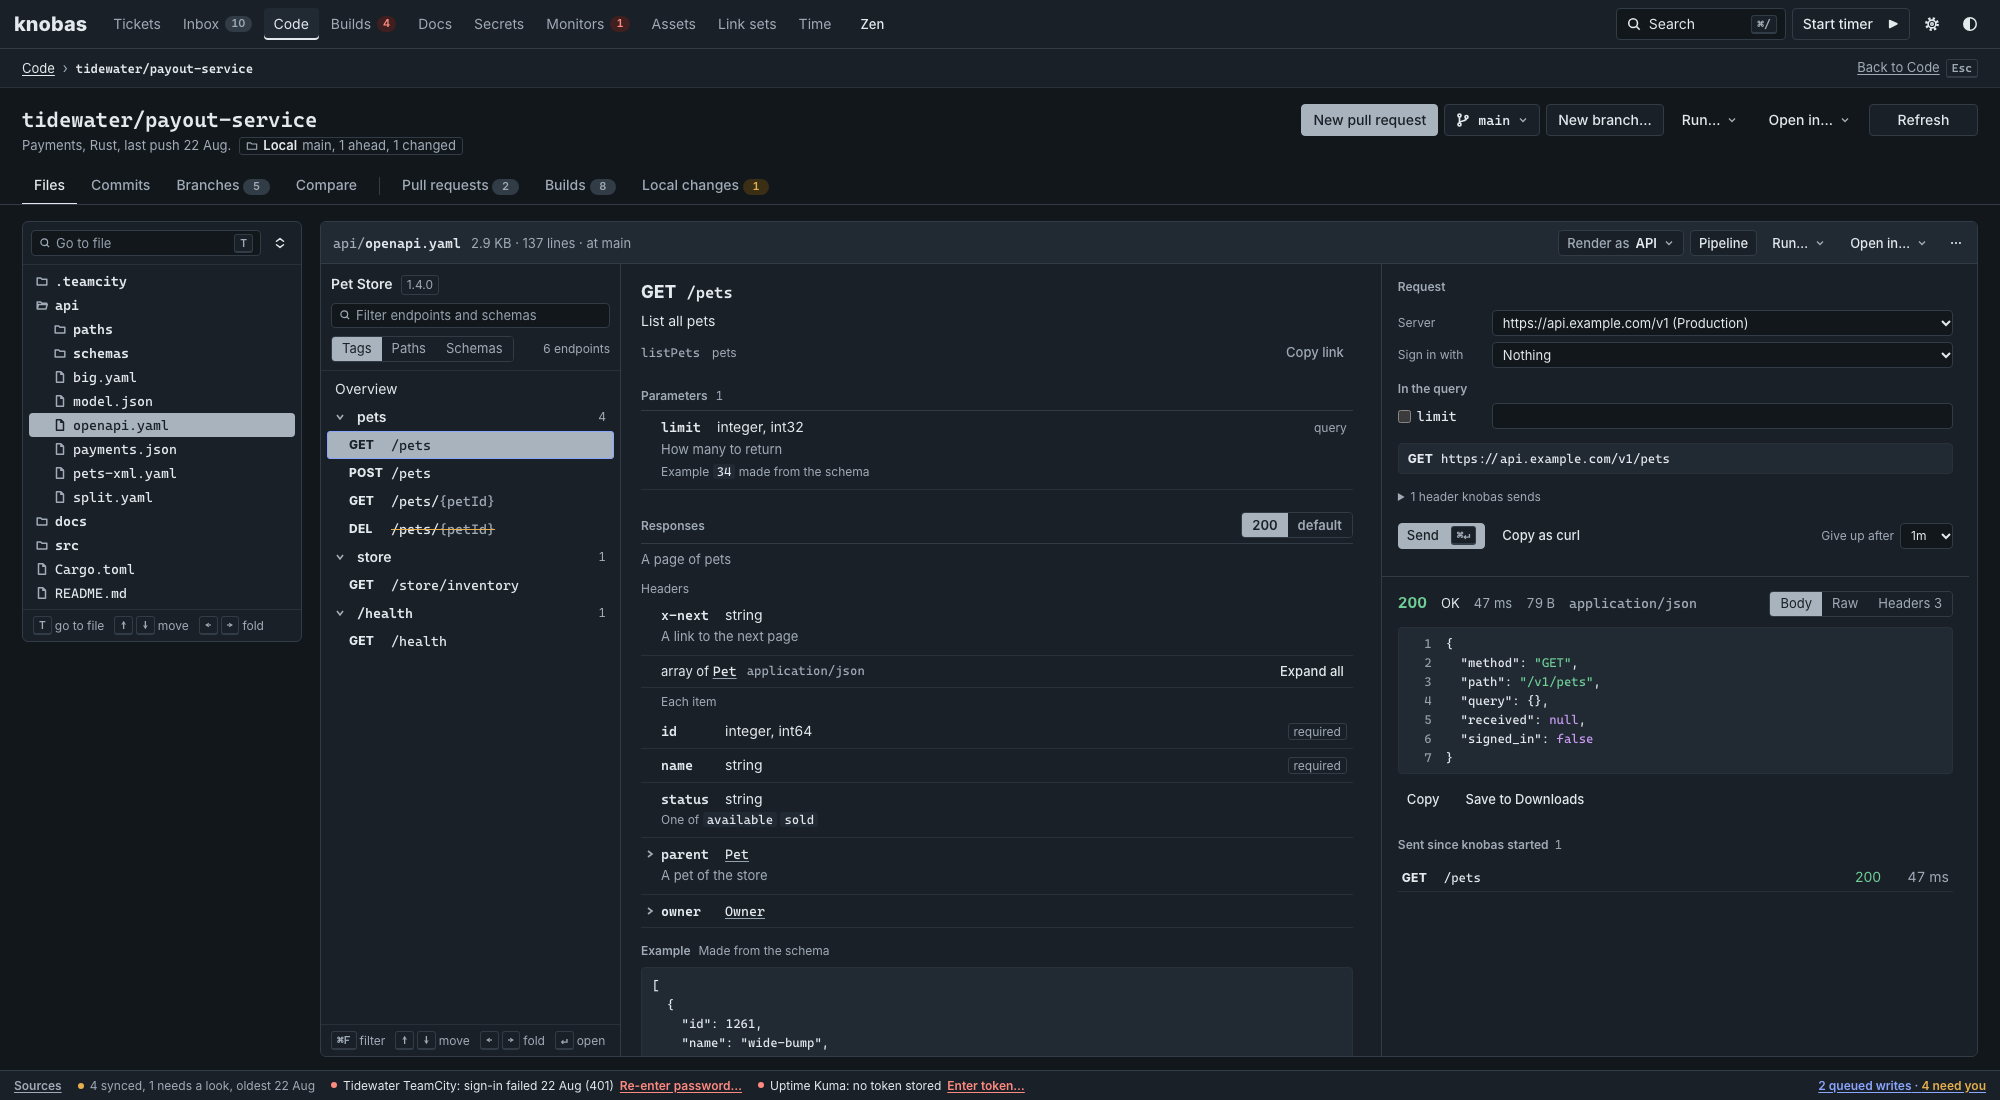 knobas Tickets Inbox 10 Code Builds 4 Docs Secrets Monitors 1 Assets Link sets Time Zen Search ⌘/ Start timer
Code › tidewater/payout-service Back to Code Esc
tidewater/payout-service New pull request main New branch... Run... Open in... Refresh
Payments, Rust, last push 22 Aug. Local main, 1 ahead, 1 changed
Files Commits Branches 5 Compare Pull requests 2 Builds 8 Local changes 1
Go to file T
.teamcity
api
paths
schemas
big.yaml
model.json
openapi.yaml
payments.json
pets-xml.yaml
split.yaml
docs
src
Cargo.toml
README.md
T go to file ↑ ↓ move ← → fold
api/openapi.yaml 2.9 KB · 137 lines · at main Render as API Pipeline Run... Open in... ...
Pet Store 1.4.0
Filter endpoints and schemas
Tags Paths Schemas 6 endpoints
Overview
pets 4
GET /pets
POST /pets
GET /pets/{petId}
DEL /pets/{petId}
store 1
GET /store/inventory
/health 1
GET /health
⌘F filter ↑ ↓ move ← → fold ↵ open
GET /pets
List all pets
listPets pets Copy link
Parameters 1
limit integer, int32 query
How many to return
Example 34 made from the schema
Responses 200 default
A page of pets
Headers
x-next string
A link to the next page
array of Pet application/json Expand all
Each item
id integer, int64 required
name string required
status string
One of available sold
parent Pet
A pet of the store
owner Owner
Example Made from the schema
[
{
"id": 1261,
"name": "wide-bump",
Request
Server https://api.example.com/v1 (Production)
Sign in with Nothing
In the query
limit
GET https://api.example.com/v1/pets
1 header knobas sends
Send ⌘↵ Copy as curl Give up after 1m
200 OK 47 ms 79 B application/json Body Raw Headers 3
1 {
2 "method": "GET",
3 "path": "/v1/pets",
4 "query": {},
5 "received": null,
6 "signed_in": false
7 }
Copy Save to Downloads
Sent since knobas started 1
GET /pets 200 47 ms
Sources 4 synced, 1 needs a look, oldest 22 Aug Tidewater TeamCity: sign-in failed 22 Aug (401) Re-enter password... Uptime Kuma: no token stored Enter token... 2 queued writes · 4 need you